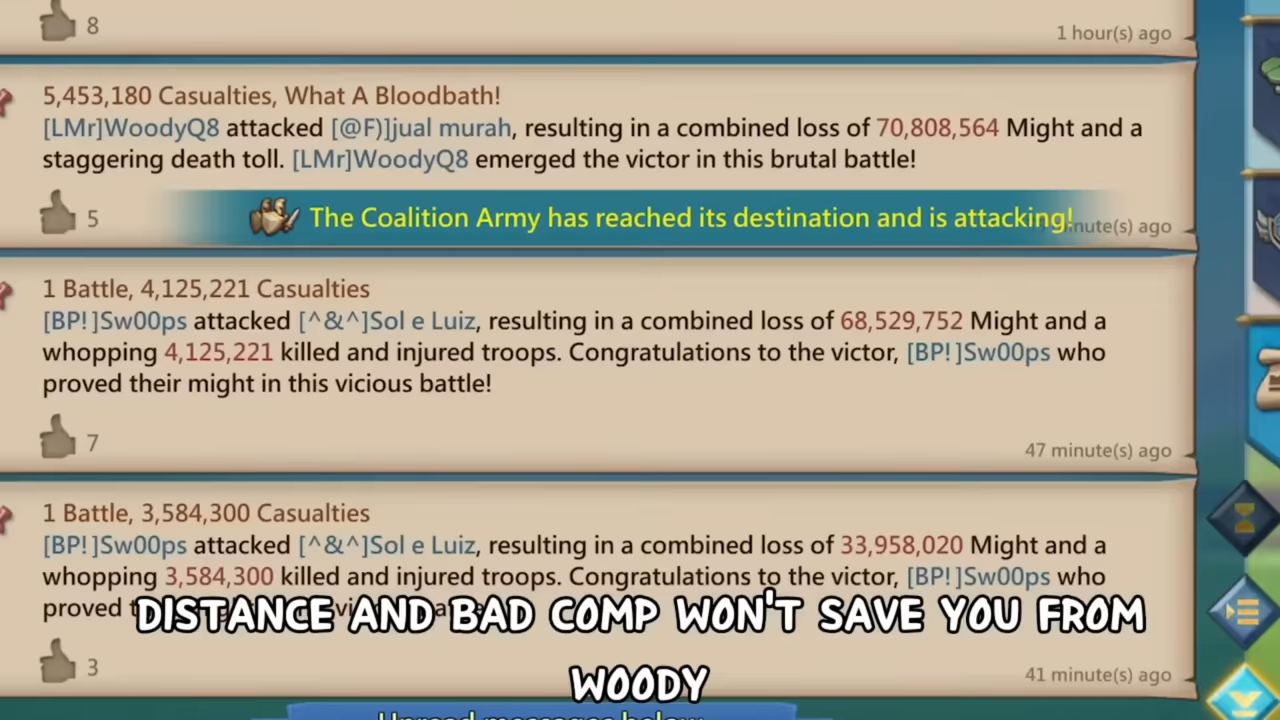 8
1 hour(s) ago
5,453,180 Casualties, What A Bloodbath!
[LMr]WoodyQ8 attacked [@F)]jual murah, resulting in a combined loss of 70,808,564 Might and a
staggering death toll. [LMr]WoodyQ8 emerged the victor in this brutal battle!
5
The Coalition Army has reached its destination and is attacking!
ago
1 Battle, 4,125,221 Casualties
[BP!]Sw00ps attacked [^&^]Sol e Luiz, resulting in a combined loss of 68,529,752 Might and a
whopping 4,125,221 killed and injured troops. Congratulations to the victor, [BP!]Sw00ps who
proved their might in this vicious battle!
7
47 minute(s) ago
1 Battle, 3,584,300 Casualties
[BP!]Sw00ps attacked [^&^]Sol e Luiz, resulting in a combined loss of 33,958,020 Might and a
whopping 3,584,300 killed and injured troops. Congratulations to the victor, [BP!]Sw00ps who
proved
DISTANCE AND BAD COMP WON'T SAVE YOU FROM
WOODY
3
41 minute(s) ago
Unread messages below